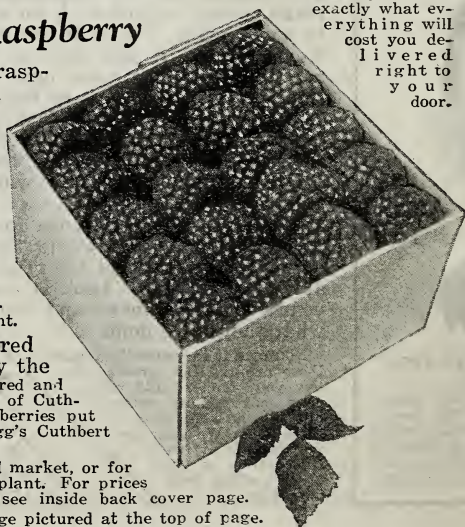 aspberry
rasp-
exactly what ev-
erything will
cost you de-
livered
right to
your
door.
nt.
red
y the
red and
of Cuth-
berries put
gg's Cuthbert
l market, or for
plant. For prices
see inside back cover page.
ge pictured at the top of page.